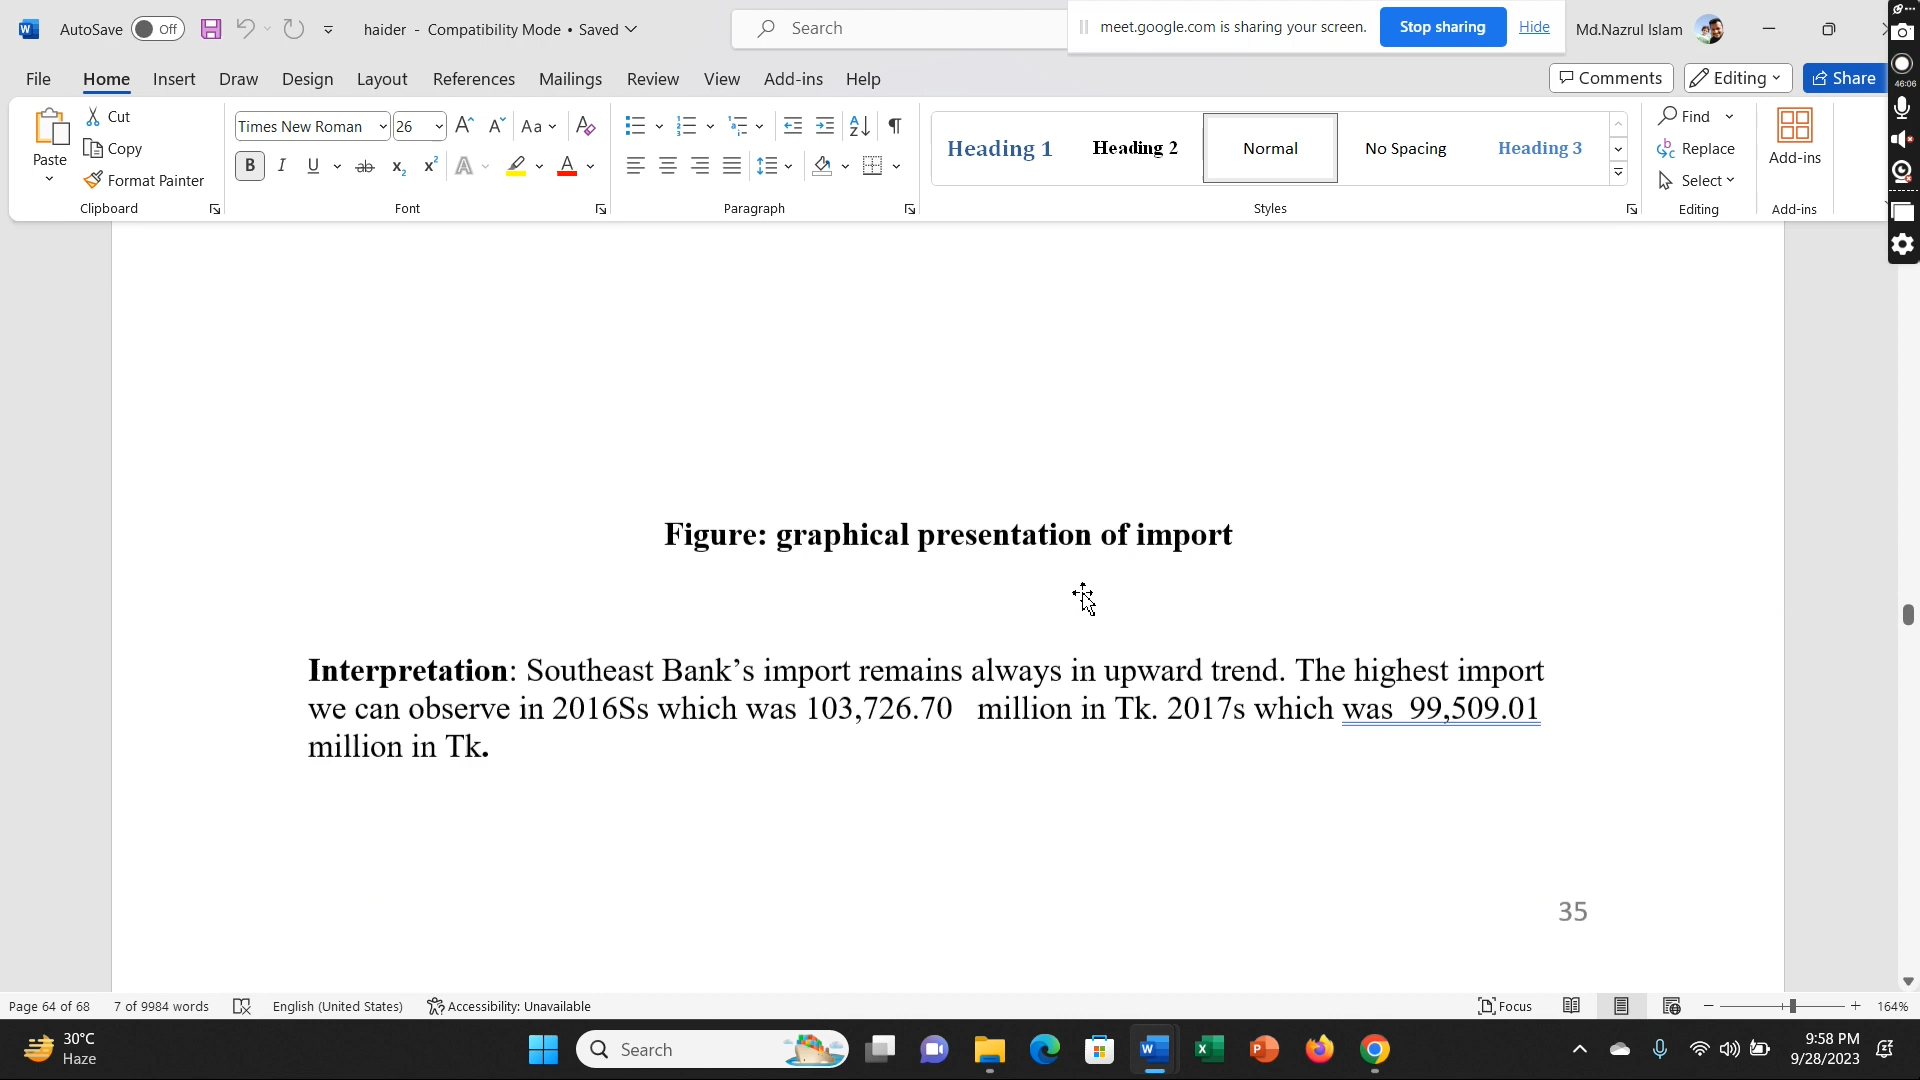 AutoSave Off haider - Compatibility Mode • Saved Search meet.google.com is sharing your screen. Stop sharing Hide Md.Nazrul Islam
File Home Insert Draw Design Layout References Mailings Review View Add-ins Help Comments Editing Share
46:06
Paste Cut Copy Format Painter
Clipboard
Times New Roman 26 Aa
B I U ab x₂ x² A A
Font
Paragraph
Heading 1 Heading 2 Normal No Spacing Heading 3
Styles
Find Replace Select
Editing
Add-ins
Add-ins
Figure: graphical presentation of import
Interpretation: Southeast Bank’s import remains always in upward trend. The highest import
we can observe in 2016Ss which was 103,726.70 million in Tk. 2017s which was 99,509.01
million in Tk.
35
Page 64 of 68 7 of 9984 words English (United States) Accessibility: Unavailable Focus 164%
30°C
Haze
Search
9:58 PM
9/28/2023